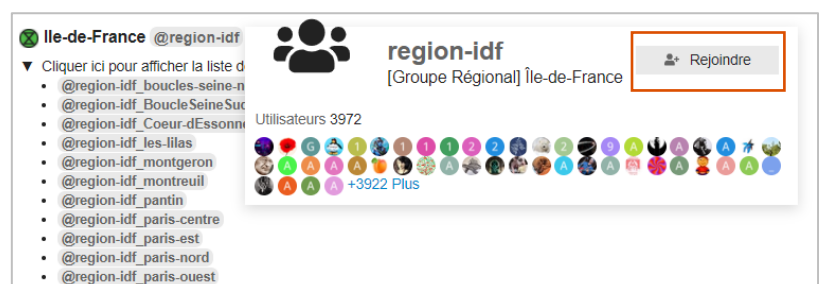 Ile-de-France @region-idf
Cliquer ici pour afficher la liste
@region-idf_boucles-seine-n
@region-idf_BoucleSeineSud
@region-idf_Coeur-dEssonne
@region-idf_les-lilas
@region-idf_montgeron
@region-idf_montreuil
@region-idf_pantin
@region-idf_paris-centre
@region-idf_paris-est
@region-idf_paris-nord
@region-idf_paris-ouest
region-idf
[Groupe Régional] Île-de-France
Rejoindre
Utilisateurs 3972
+3922 Plus